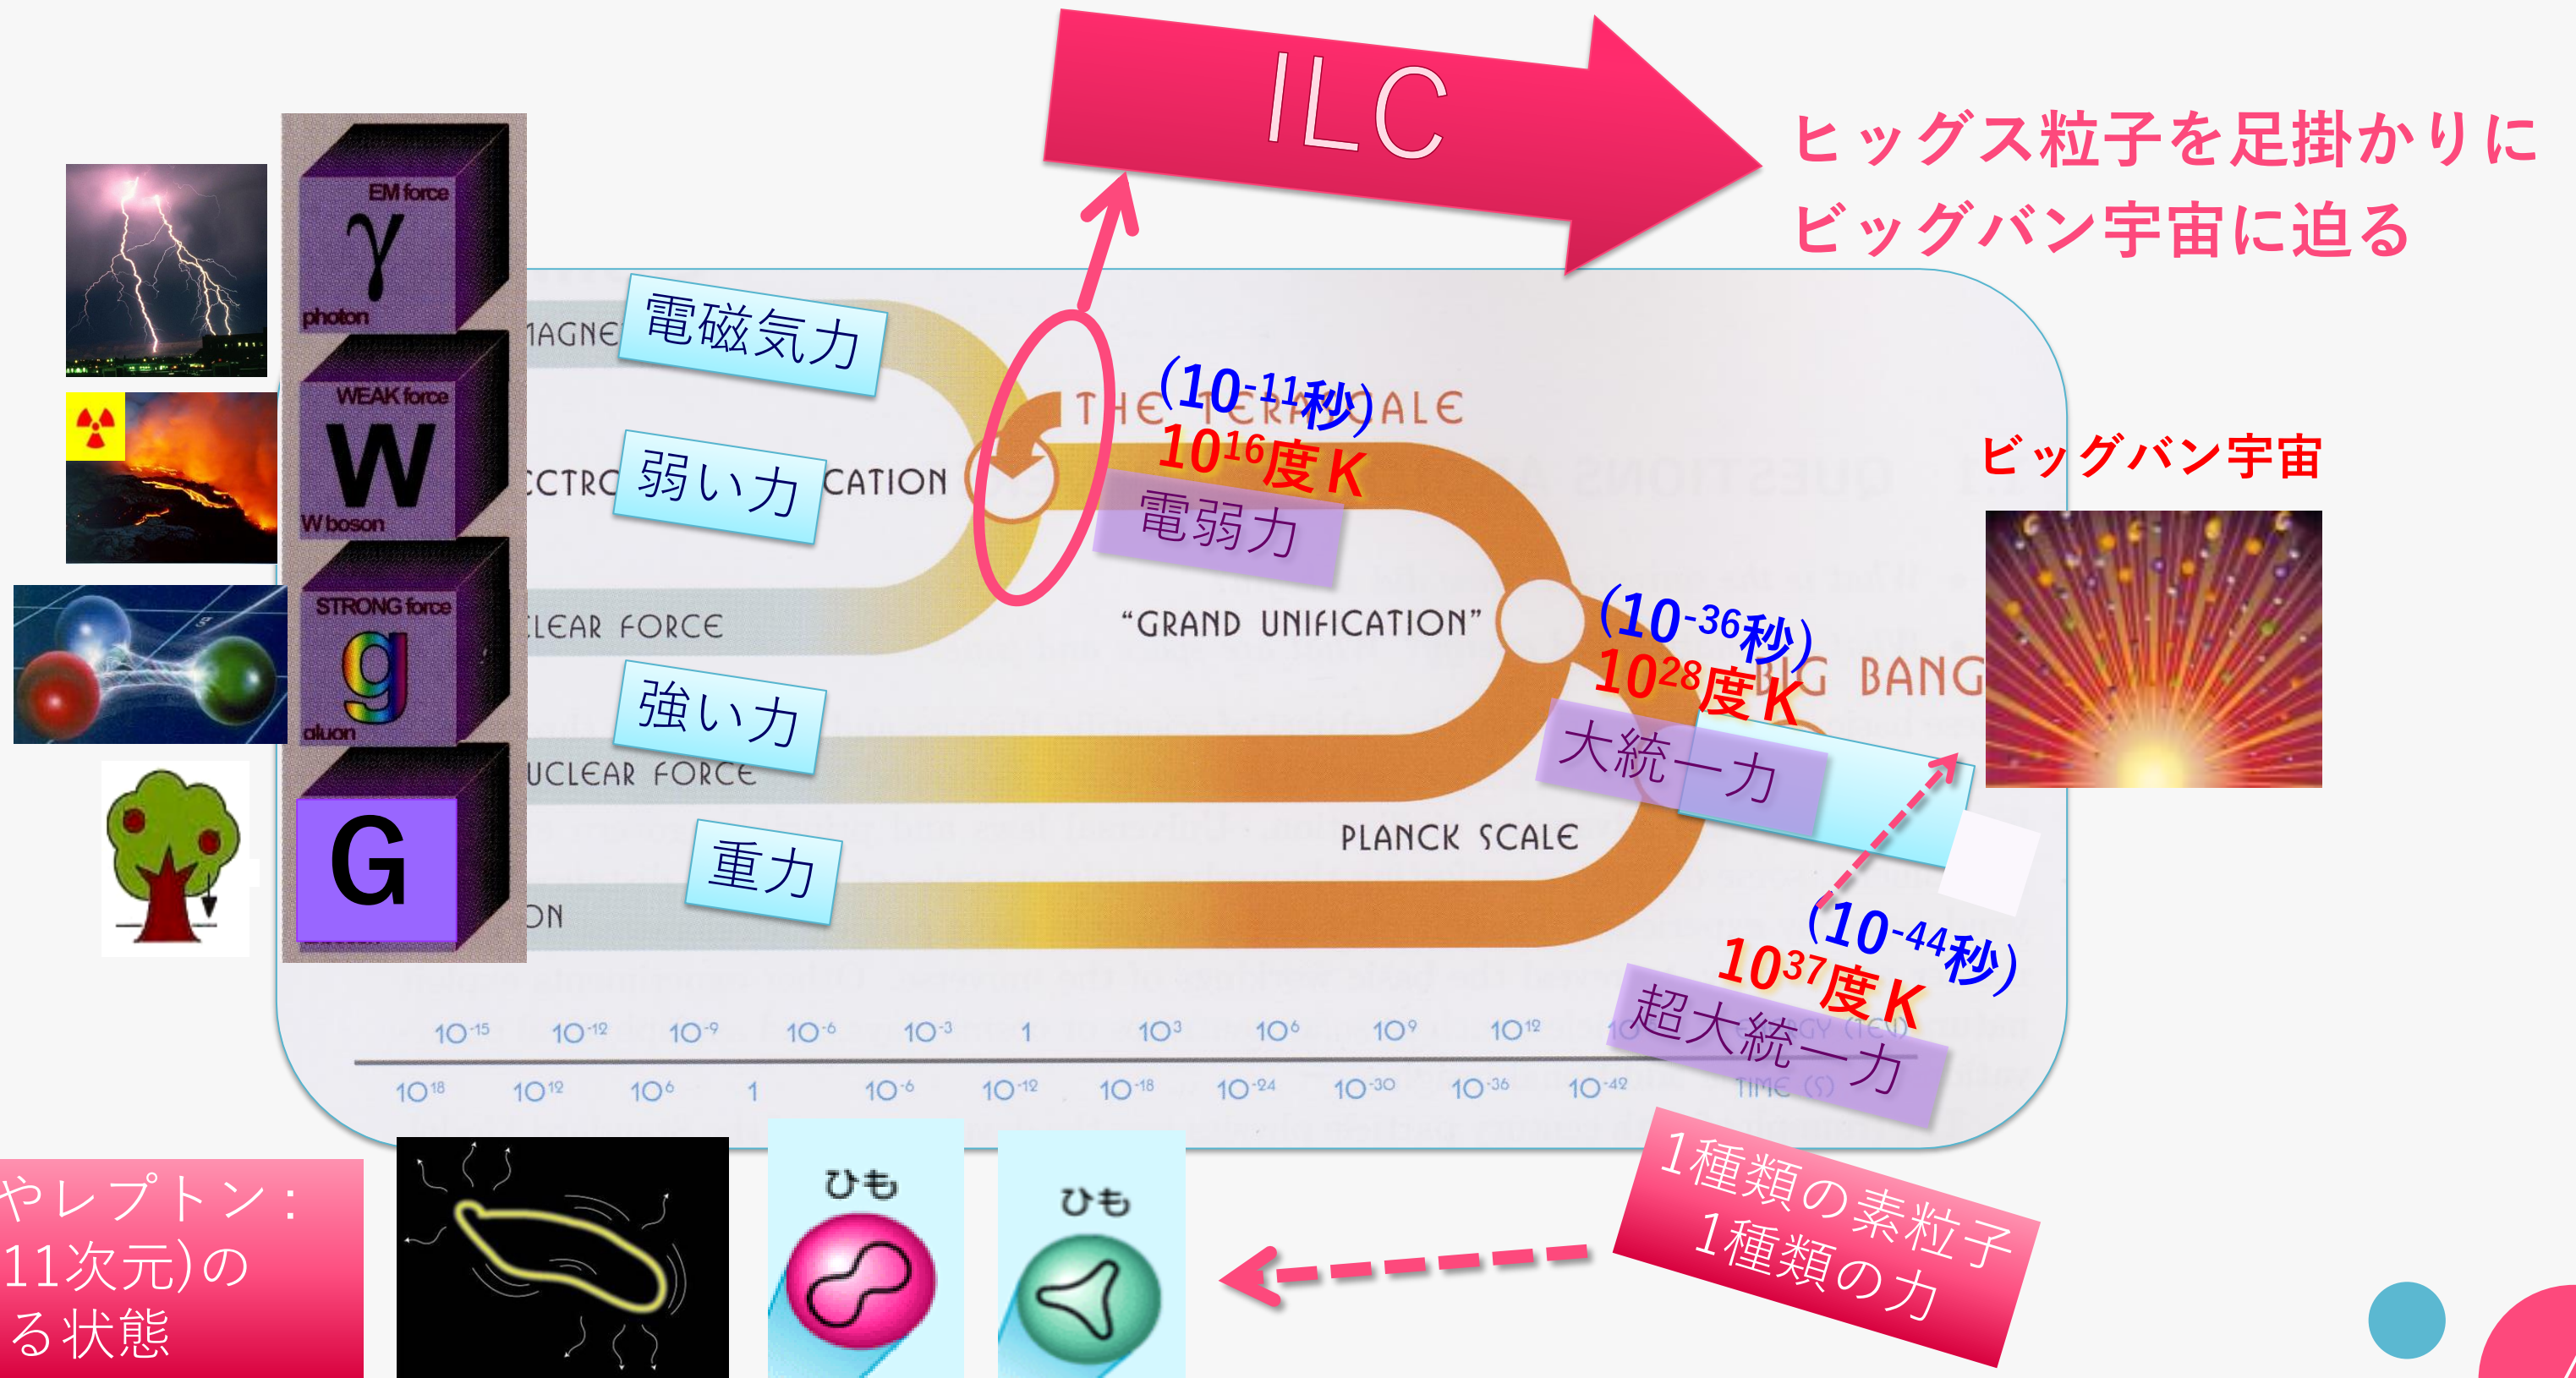 ILC
ヒッグス粒子を足掛かりに
ビッグバン宇宙に迫る
EM force
γ
photon
MAGNE
電磁気力
THE TERASCALE
(10-11秒)
1016度K
電弱力
WEAK force
W
W boson
弱い力
CATION
ビッグバン宇宙
STRONG force
g
gluon
CLEAR FORCE
“GRAND UNIFICATION”
(10-36秒)
1028度K
BIG BANG
大統一力
強い力
UCLEAR FORCE
PLANCK SCALE
G
重力
ON
(10-44秒)
1037度K
超大統一力
10-15 10-12 10-9 10-6 10-3 1 103 106 109 1012 ENERGY (TEV)
1018 1012 106 1 10-6 10-12 10-18 10-24 10-30 10-36 10-42 TIME (S)
やレプトン：
11次元)の
る状態
ひも
ひも
1種類の素粒子
1種類の力